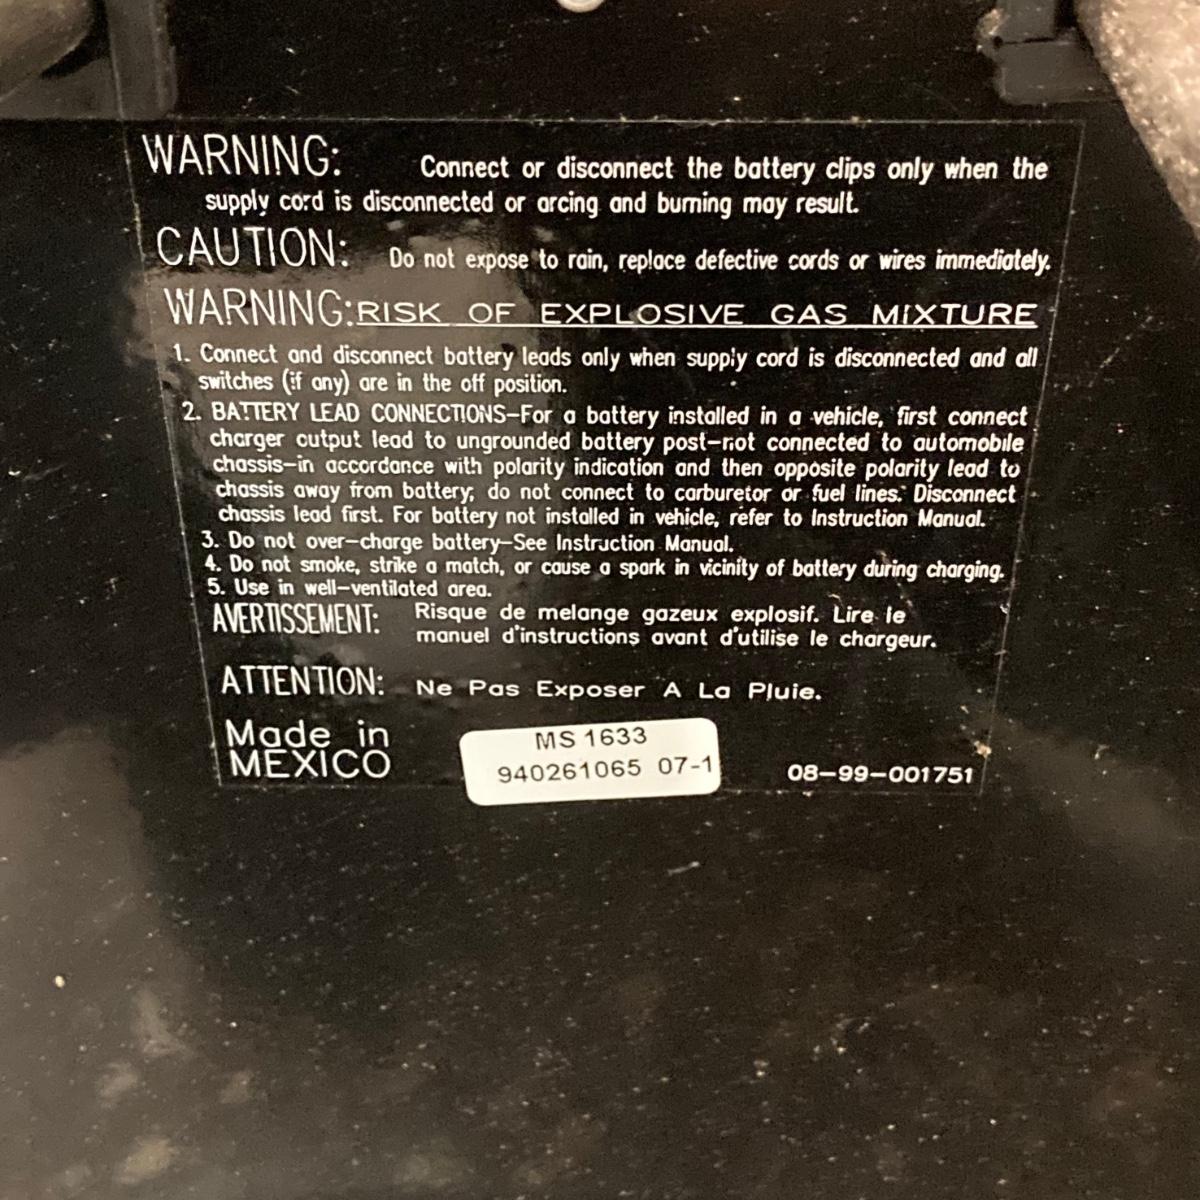 WARNING: Connect or disconnect the battery clips only when the
supply cord is disconnected or arcing and burning may result.
CAUTION: Do not expose to rain, replace defective cords or wires immediately.
WARNING: RISK OF EXPLOSIVE GAS MIXTURE
1. Connect and disconnect battery leads only when supply cord is disconnected and all
switches (if any) are in the off position.
2. BATTERY LEAD CONNECTIONS-For a battery installed in a vehicle, first connect
charger output lead to ungrounded battery post-not connected to automobile
chassis-in accordance with polarity indication and then opposite polarity lead to
chassis away from battery; do not connect to carburetor or fuel lines. Disconnect
chassis lead first. For battery not installed in vehicle, refer to Instruction Manual.
3. Do not over-charge battery-See Instruction Manual.
4. Do not smoke, strike a match, or cause a spark in vicinity of battery during charging.
5. Use in well-ventilated area.
AVERTISSEMENT: Risque de melange gazeux explosif. Lire le
manuel d'instructions avant d'utilise le chargeur.
ATTENTION: Ne Pas Exposer A La Pluie.
Made in
MEXICO
MS 1633
940261065 07-1
08-99-001751